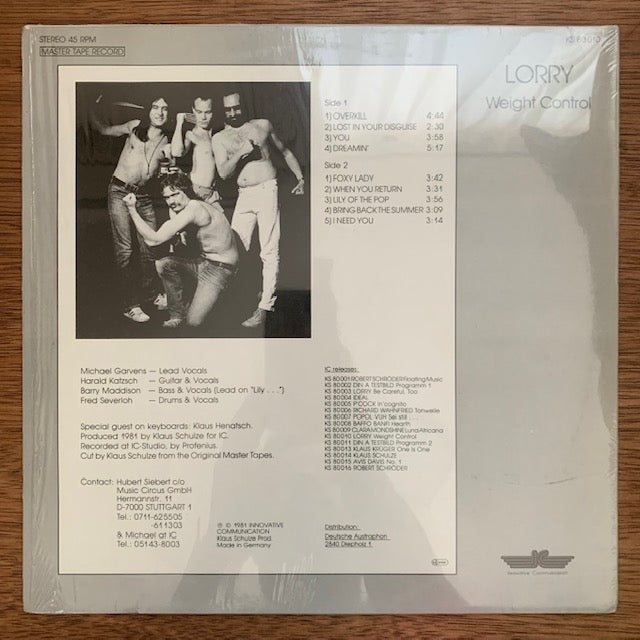 STEREO 45 RPM
MASTER TAPE RECORD
KS 80 010
LORRY
Weight Control
Side 1
1) OVERKILL 4:44
2) LOST IN YOUR DISGUISE 2:30
3) YOU 3:58
4) DREAMIN' 5:17
Side 2
1) FOXY LADY 3:42
2) WHEN YOU RETURN 3:31
3) LILY OF THE POP 3:56
4) BRING BACK THE SUMMER 3:09
5) I NEED YOU 3:14
Michael Garvens — Lead Vocals
Harald Katzsch — Guitar & Vocals
Barry Maddison — Bass & Vocals (Lead on "Lily . . .")
Fred Severloh — Drums & Vocals
Special guest on keyboards: Klaus Henatsch.
Produced 1981 by Klaus Schulze for IC.
Recorded at IC-Studio, by Profenius.
Cut by Klaus Schulze from the Original Master Tapes.
Contact: Hubert Siebert c/o
Music Circus GmbH
Hermannstr. 11
D-7000 STUTTGART 1
Tel.: 0711-625505
-611303
& Michael at IC
Tel.: 05143-8003
℗ © 1981 INNOVATIVE
COMMUNICATION
Klaus Schulze Prod.
Made in Germany
IC releases:
KS 80001 ROBERT SCHRÖDER Floating Music
KS 80002 DIN A TESTBILD Programm 1
KS 80003 LORRY Be Careful, Too
KS 80004 IDEAL
KS 80005 P'COCK In'cognito
KS 80006 RICHARD WAHNFRIED Tonwelle
KS 80007 POPOL VUH Sei still . . .
KS 80008 BAFFO BANFI Hearth
KS 80009 CLARA MONDSHINE Luna Africana
KS 80010 LORRY Weight Control
KS 80011 DIN A TESTBILD Programm 2
KS 80013 KLAUS KRÜGER One Is One
KS 80014 KLAUS SCHULZE
KS 80015 AVIS DAVIS No. 1
KS 80016 ROBERT SCHRÖDER
Distribution:
Deutsche Austrophon
2840 Diepholz 1
IC
Innovative Communication